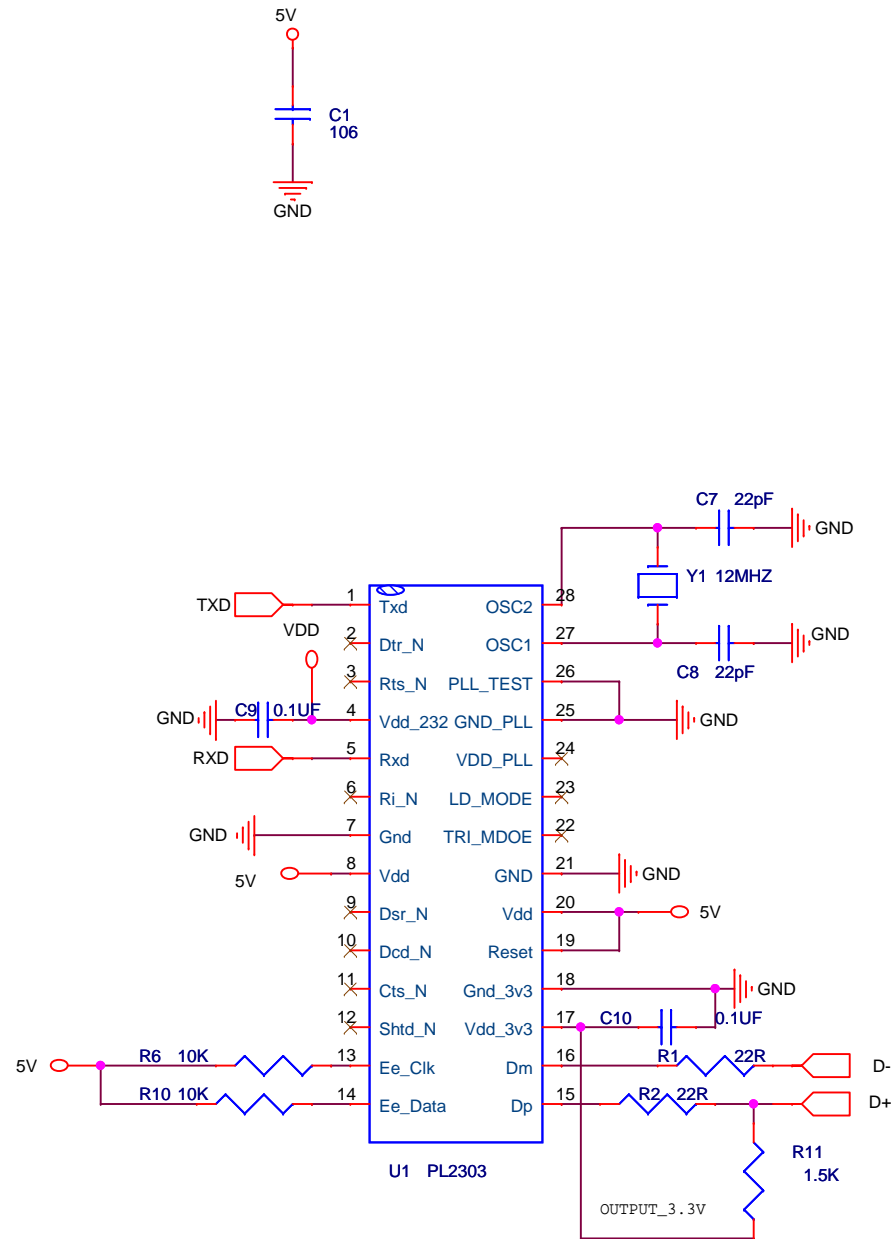 5V
C1
106
GND
C7 22pF
GND
Y1 12MHZ
GND
C8 22pF
TXD 1 Txd OSC2 28
VDD
2 Dtr_N OSC1 27
3 Rts_N PLL_TEST 26
GND C9 0.1UF 4 Vdd_232 GND_PLL 25 GND
RXD 5 Rxd VDD_PLL 24
6 Ri_N LD_MODE 23
GND 7 Gnd TRI_MDOE 22
5V 8 Vdd GND 21 GND
9 Dsr_N Vdd 20 5V
10 Dcd_N Reset 19
11 Cts_N Gnd_3v3 18 GND
12 Shtd_N Vdd_3v3 17 C10 0.1UF
5V R6 10K 13 Ee_Clk Dm 16 R1 22R D-
R10 10K 14 Ee_Data Dp 15 R2 22R D+
U1 PL2303
R11
1.5K
OUTPUT_3.3V